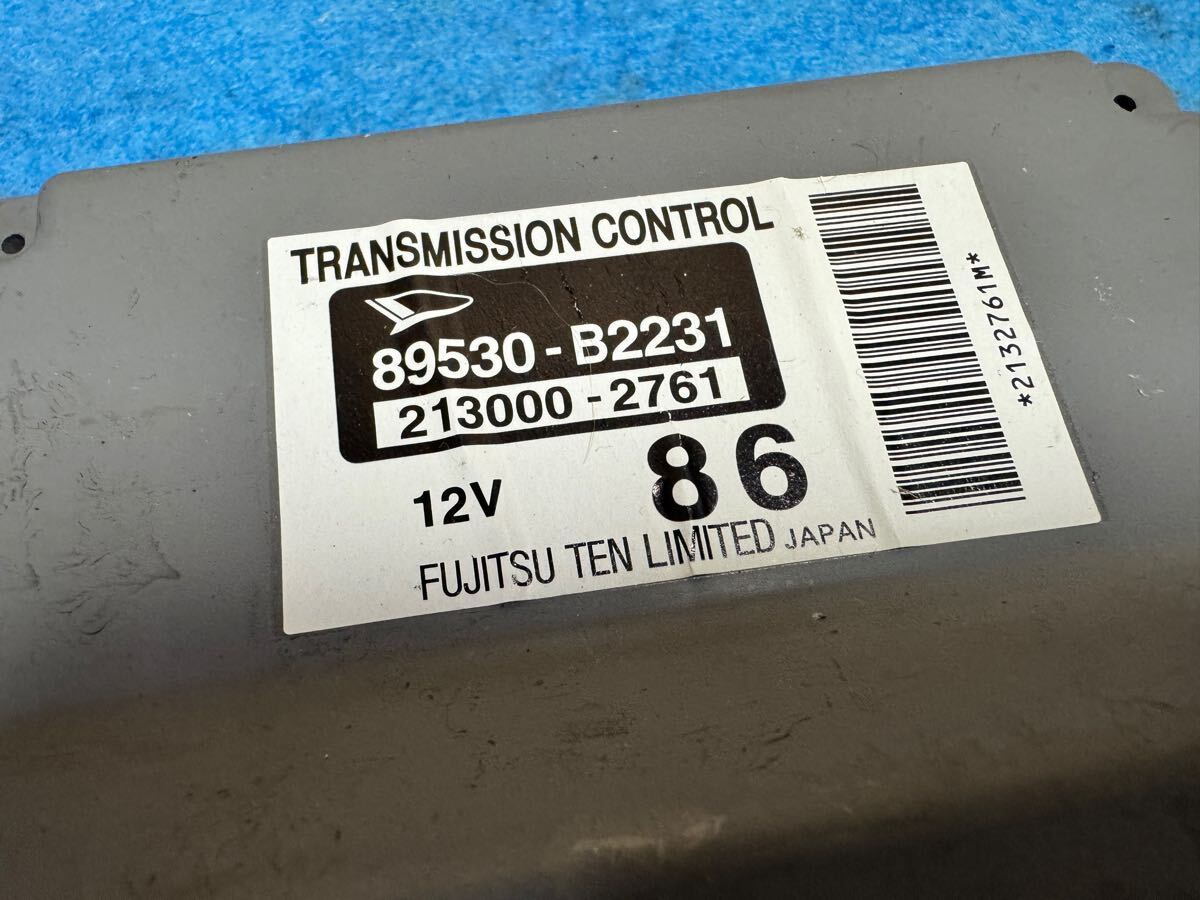 TRANSMISSION CONTROL
89530-B2231
213000-2761
12V
86
FUJITSU TEN LIMITED JAPAN
*2132761M*